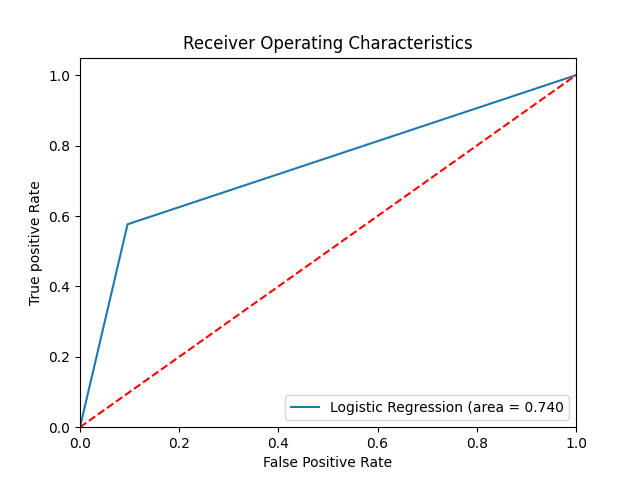 Receiver Operating Characteristics
1.0
0.8
0.6
0.4
0.2
0.0
True positive Rate
Logistic Regression (area = 0.740
0.0 0.2 0.4 0.6 0.8 1.0
False Positive Rate